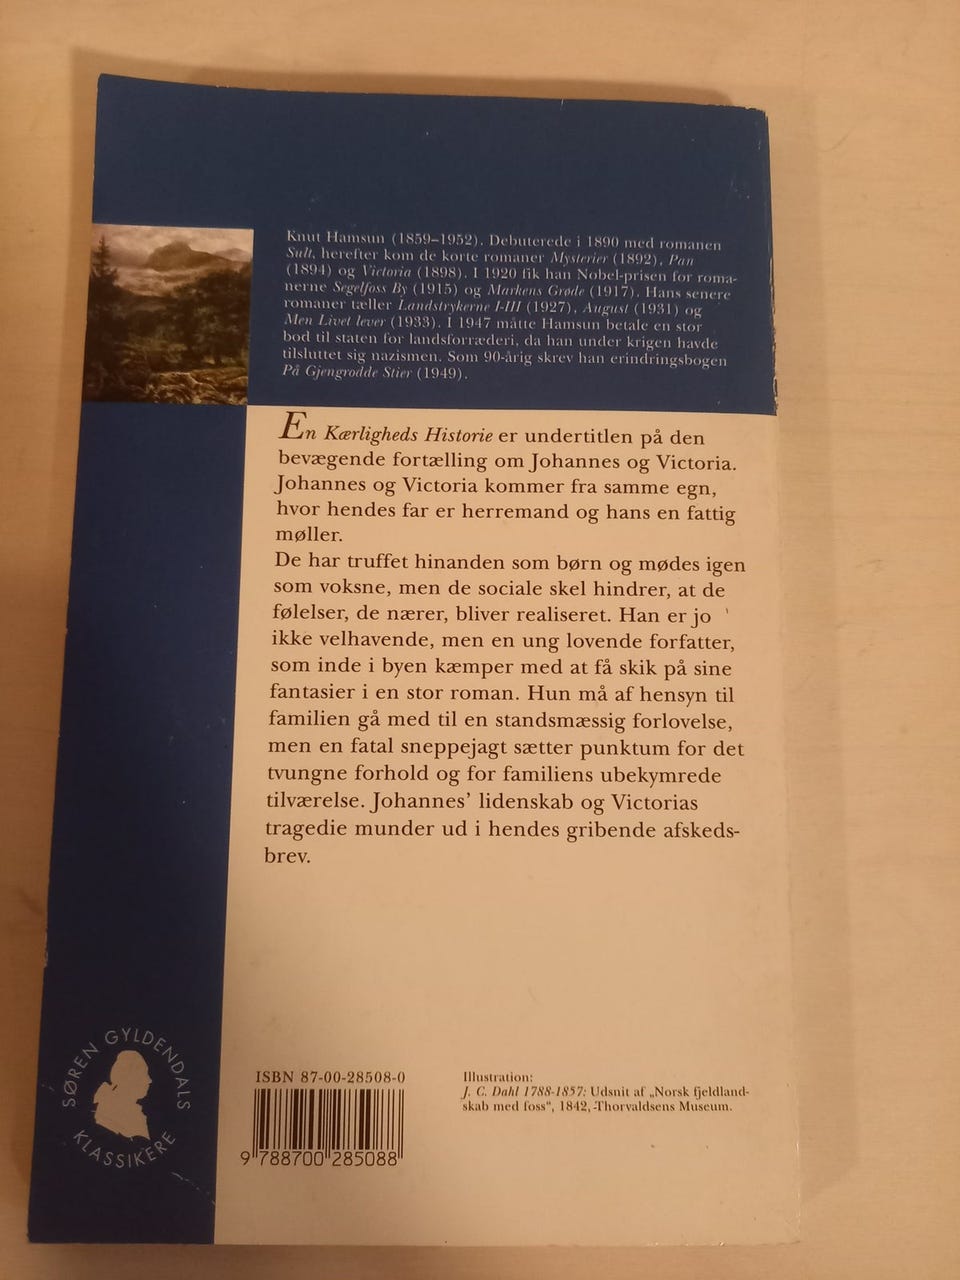 Knut Hamsun (1859–1952). Debuterede i 1890 med romanen
Sult, herefter kom de korte romaner Mysterier (1892), Pan
(1894) og Victoria (1898). I 1920 fik han Nobel-prisen for roma-
nerne Segelfoss By (1915) og Markens Grøde (1917). Hans senere
romaner tæller Landstrykerne I-III (1927), August (1931) og
Men Livet lever (1933). I 1947 måtte Hamsun betale en stor
bod til staten for landsforræderi, da han under krigen havde
tilsluttet sig nazismen. Som 90-årig skrev han erindringsbogen
På Gjengrodde Stier (1949).
En Kærligheds Historie er undertitlen på den
bevægende fortælling om Johannes og Victoria.
Johannes og Victoria kommer fra samme egn,
hvor hendes far er herremand og hans en fattig
møller.
De har truffet hinanden som børn og mødes igen
som voksne, men de sociale skel hindrer, at de
følelser, de nærer, bliver realiseret. Han er jo
ikke velhavende, men en ung lovende forfatter,
som inde i byen kæmper med at få skik på sine
fantasier i en stor roman. Hun må af hensyn til
familien gå med til en standsmæssig forlovelse,
men en fatal sneppejagt sætter punktum for det
tvungne forhold og for familiens ubekymrede
tilværelse. Johannes’ lidenskab og Victorias
tragedie munder ud i hendes gribende afskeds-
brev.
SØREN GYLDENDALS
KLASSIKERE
ISBN 87-00-28508-0
9 788700 285088
Illustration:
J. C. Dahl 1788-1857: Udsnit af „Norsk fjeldland-
skab med foss“, 1842, Thorvaldsens Museum.